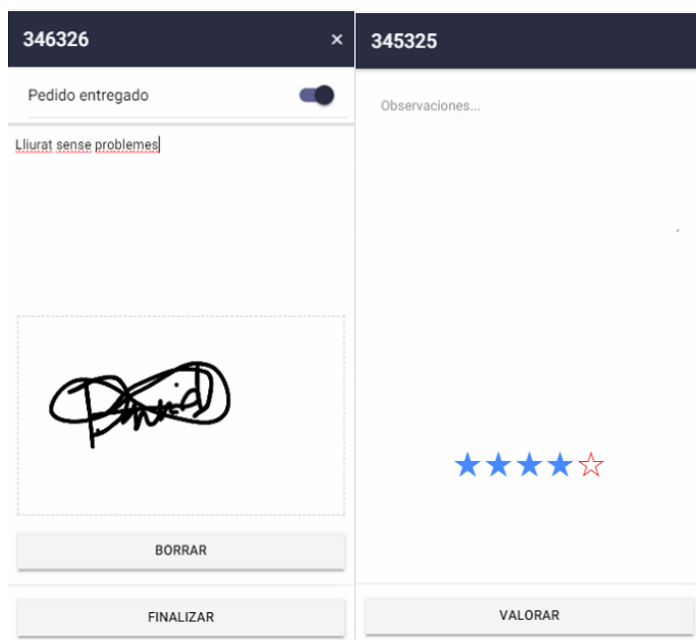 346326 ×
Pedido entregado
Lliurat sense problemes
BORRAR
FINALIZAR
345325
Observaciones...
VALORAR